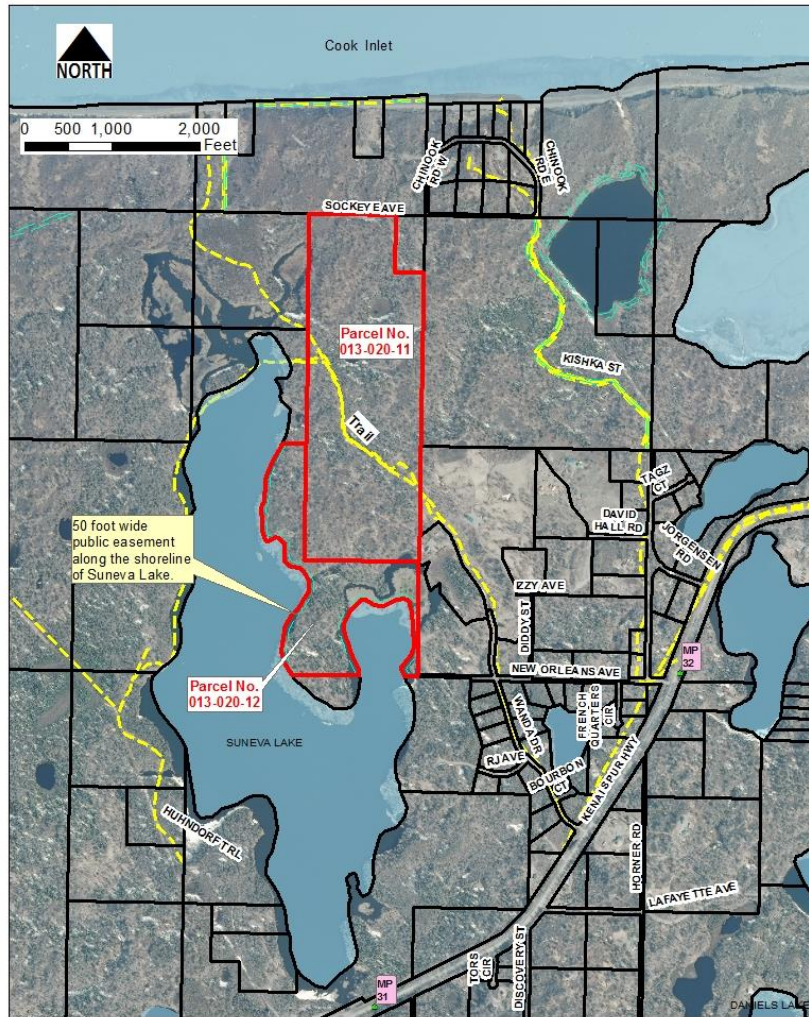 Cook Inlet
NORTH
0 500 1,000 2,000
Feet
CHINOOK
RD W
CHINOOK
RD E
SOCKEYE AVE
Parcel No.
013-020-11
KISHKA ST
Trail
TAGZ
CT
DAVID
HALL RD
JORGENSEN
RD
50 foot wide
public easement
along the shoreline
of Suneva Lake.
IZZY AVE
DIDDY ST
MP
32
NEW ORLEANS AVE
Parcel No.
013-020-12
WANDA DR
FRENCH
QUARTERS
CIR
SUNEVA LAKE
RJ AVE
BOURBON
CT
KENAI SPUR HWY
HUHNDORF TRL
HORNER RD
LAFAYETTE AVE
TORS
CIR
DISCOVERY ST
MP
31
DANIELS LAKE